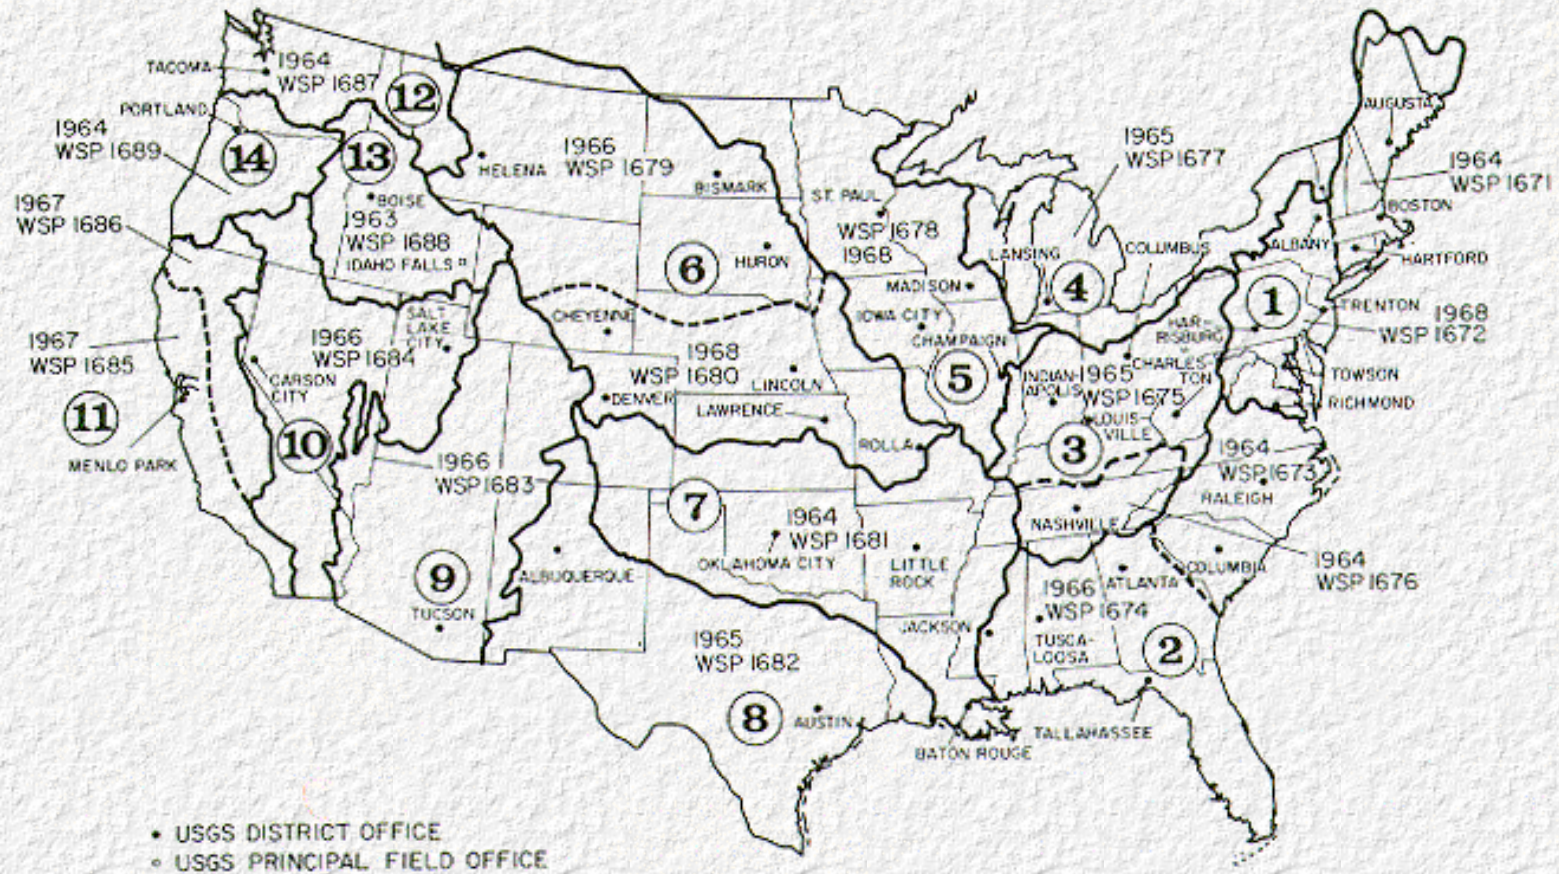 1964
WSP 1687
TACOMA
12
PORTLAND
1964
WSP 1689
14
13
HELENA
1966
WSP 1679
BISMARK
ST. PAUL
1965
WSP 1677
AUGUSTA
1964
WSP 1671
BOSTON
1967
WSP 1686
BOISE
1963
WSP 1688
IDAHO FALLS
6
HURON
WSP 1678
1968
LANSING
COLUMBUS
ALBANY
HARTFORD
MADISON
4
1
TRENTON
1968
WSP 1672
CHEYENNE
SALT
LAKE
CITY
IOWA CITY
HAR-
RISBURG
1967
WSP 1685
1966
WSP 1684
1968
WSP 1680
LINCOLN
CHAMPAIGN
5
INDIAN-
APOLIS
1965
WSP 1675
CHARLES-
TON
TOWSON
RICHMOND
CARSON
CITY
DENVER
LAWRENCE
11
10
ROLLA
LOUIS-
VILLE
3
MENLO PARK
1966
WSP 1683
1964
WSP 1673
RALEIGH
7
1964
WSP 1681
OKLAHOMA CITY
NASHVILLE
LITTLE
ROCK
9
TUCSON
ALBUQUERQUE
ATLANTA
COLUMBIA
1964
WSP 1676
1966
WSP 1674
JACKSON
TUSCA-
LOOSA
2
1965
WSP 1682
8
AUSTIN
BATON ROUGE
TALLAHASSEE
USGS DISTRICT OFFICE
USGS PRINCIPAL FIELD OFFICE